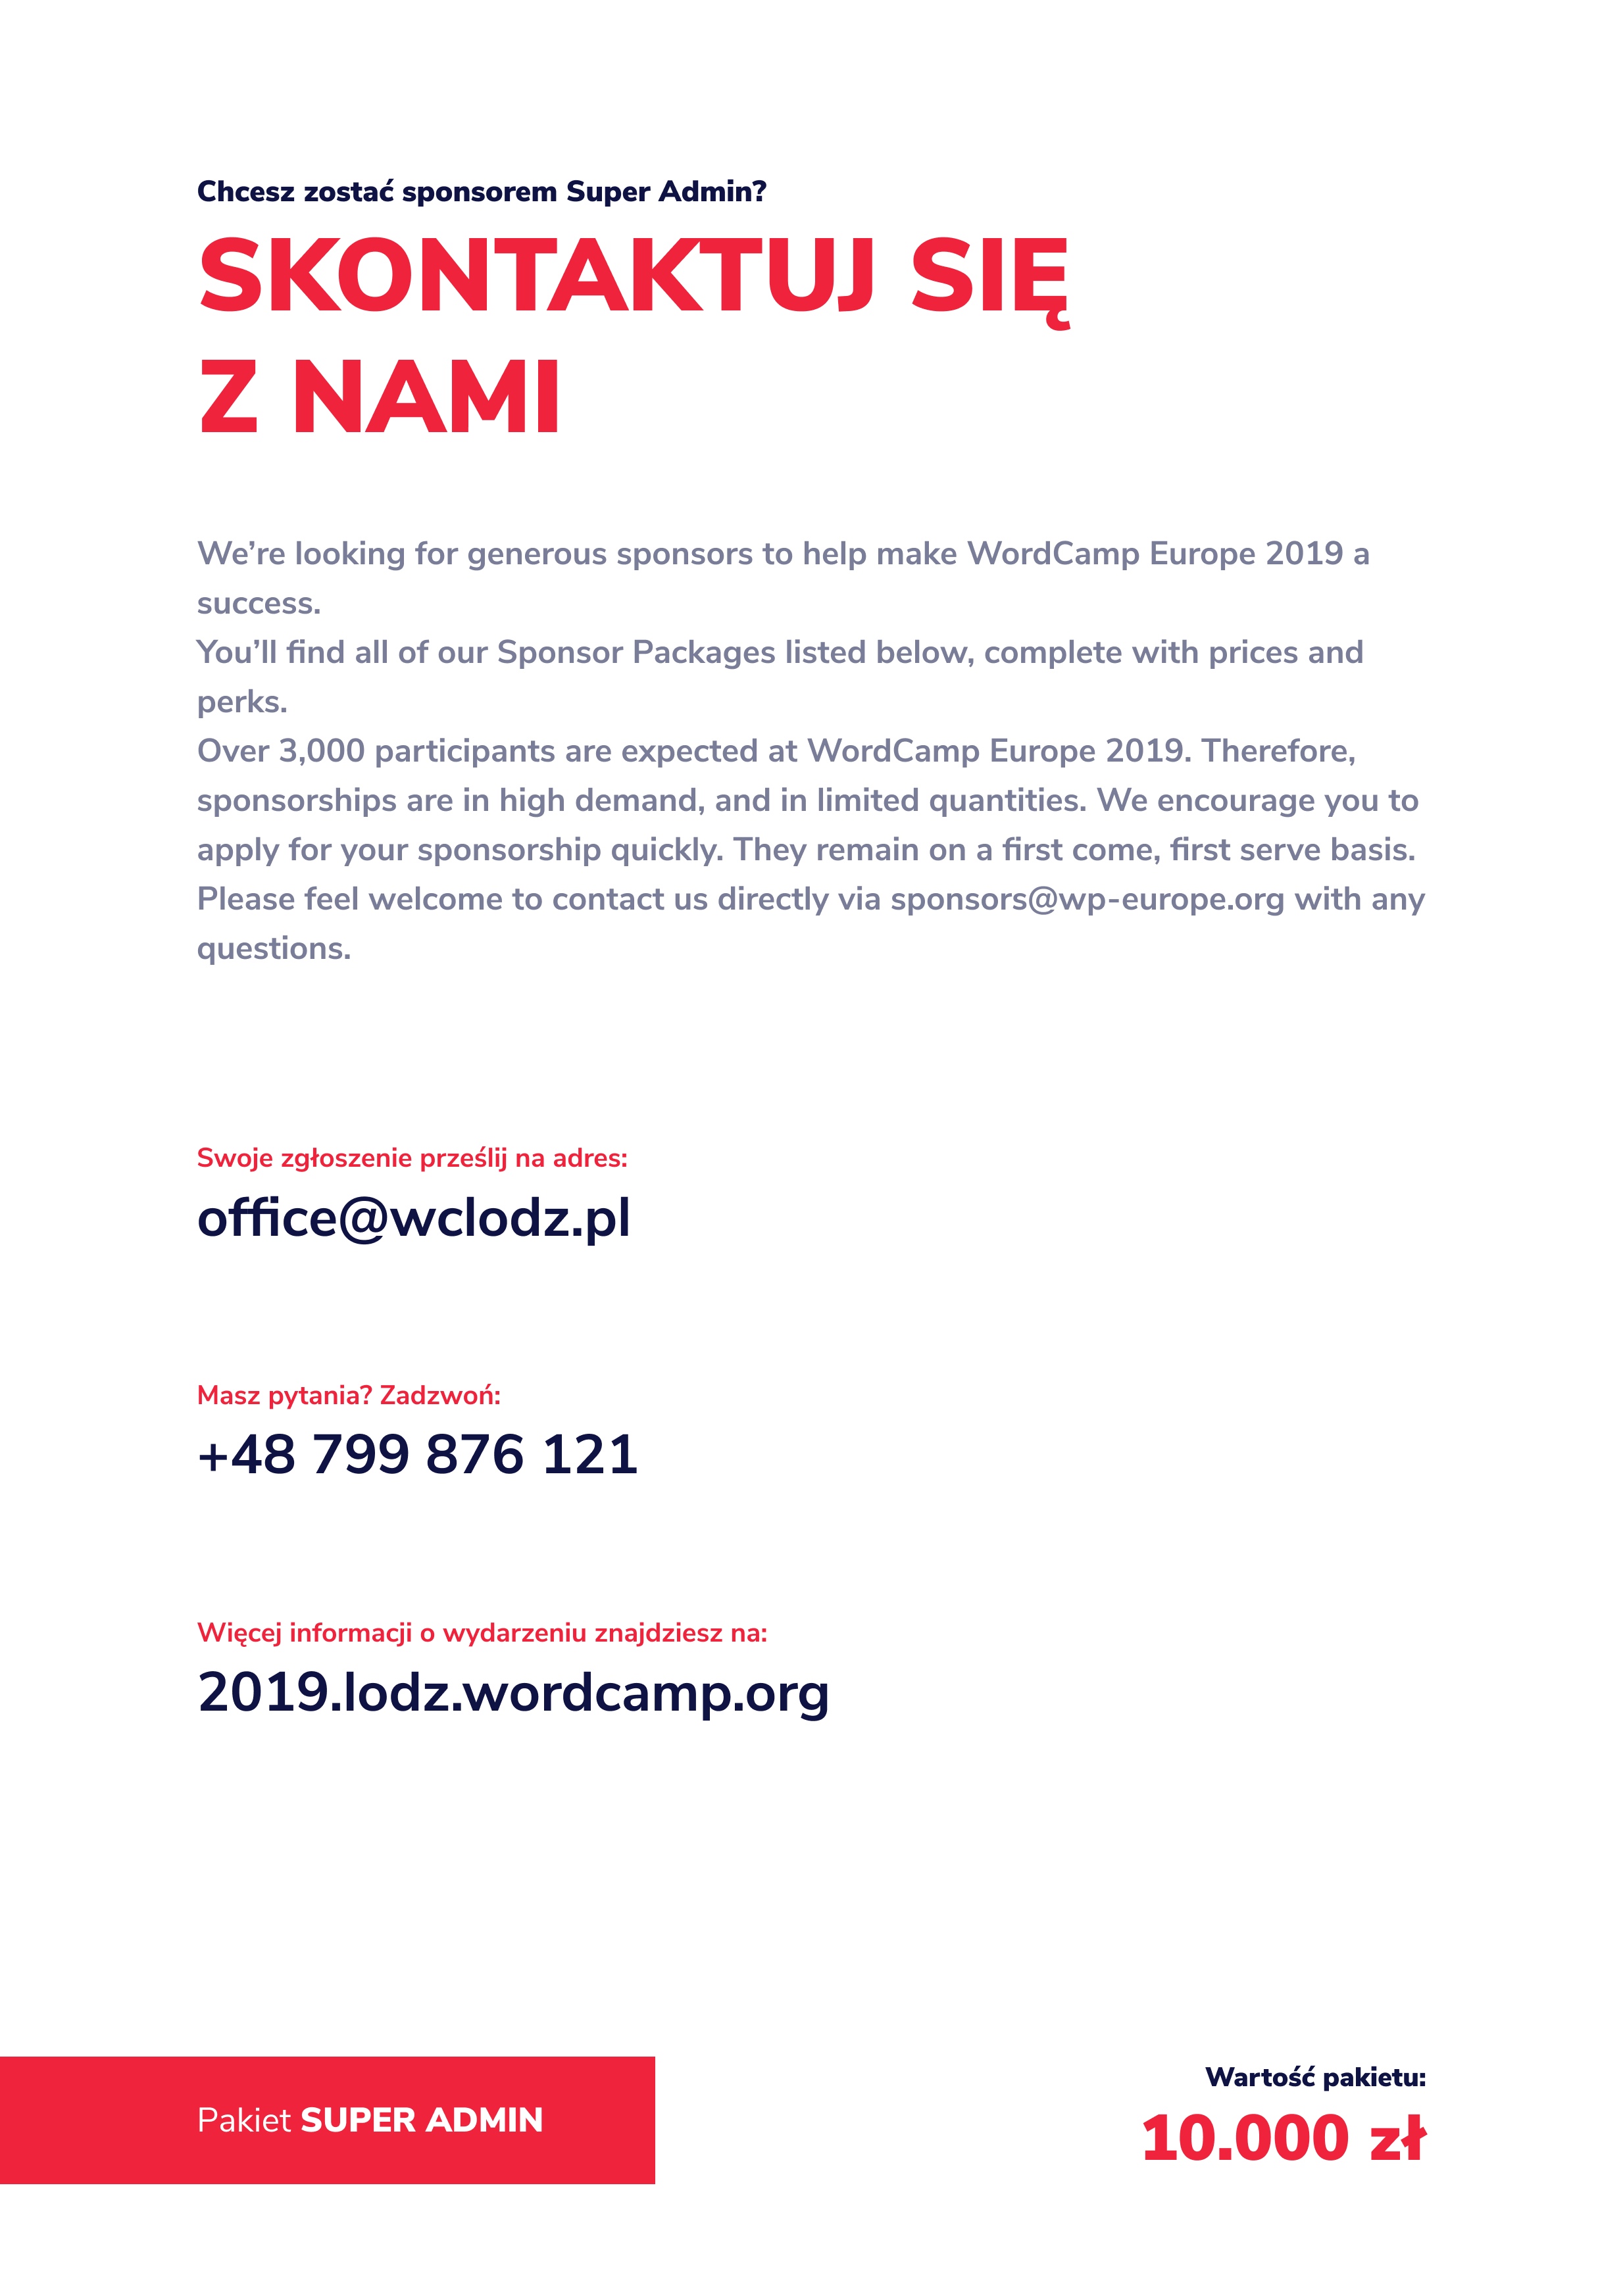 Chcesz zostać sponsorem Super Admin?
SKONTAKTUJ SIĘ
Z NAMI
We’re looking for generous sponsors to help make WordCamp Europe 2019 a
success.
You’ll find all of our Sponsor Packages listed below, complete with prices and
perks.
Over 3,000 participants are expected at WordCamp Europe 2019. Therefore,
sponsorships are in high demand, and in limited quantities. We encourage you to
apply for your sponsorship quickly. They remain on a first come, first serve basis.
Please feel welcome to contact us directly via sponsors@wp-europe.org with any
questions.
Swoje zgłoszenie prześlij na adres:
office@wclodz.pl
Masz pytania? Zadzwoń:
+48 799 876 121
Więcej informacji o wydarzeniu znajdziesz na:
2019.lodz.wordcamp.org
Pakiet SUPER ADMIN
Wartość pakietu:
10.000 zł